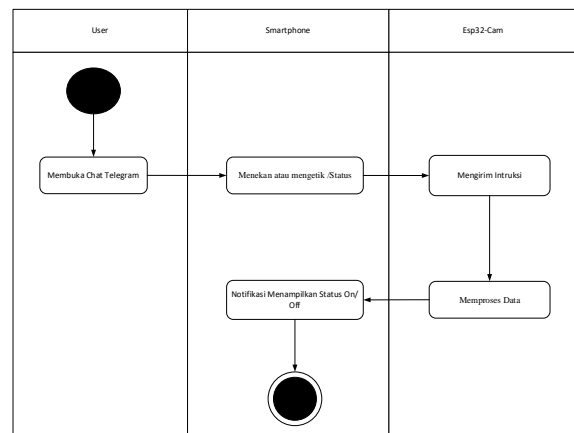 User
Smartphone
Esp32-Cam
Membuka Chat Telegram
Menekan atau mengetik /Status
Mengirim Intruksi
Notifikasi Menampilkan Status On/
Off
Memproses Data